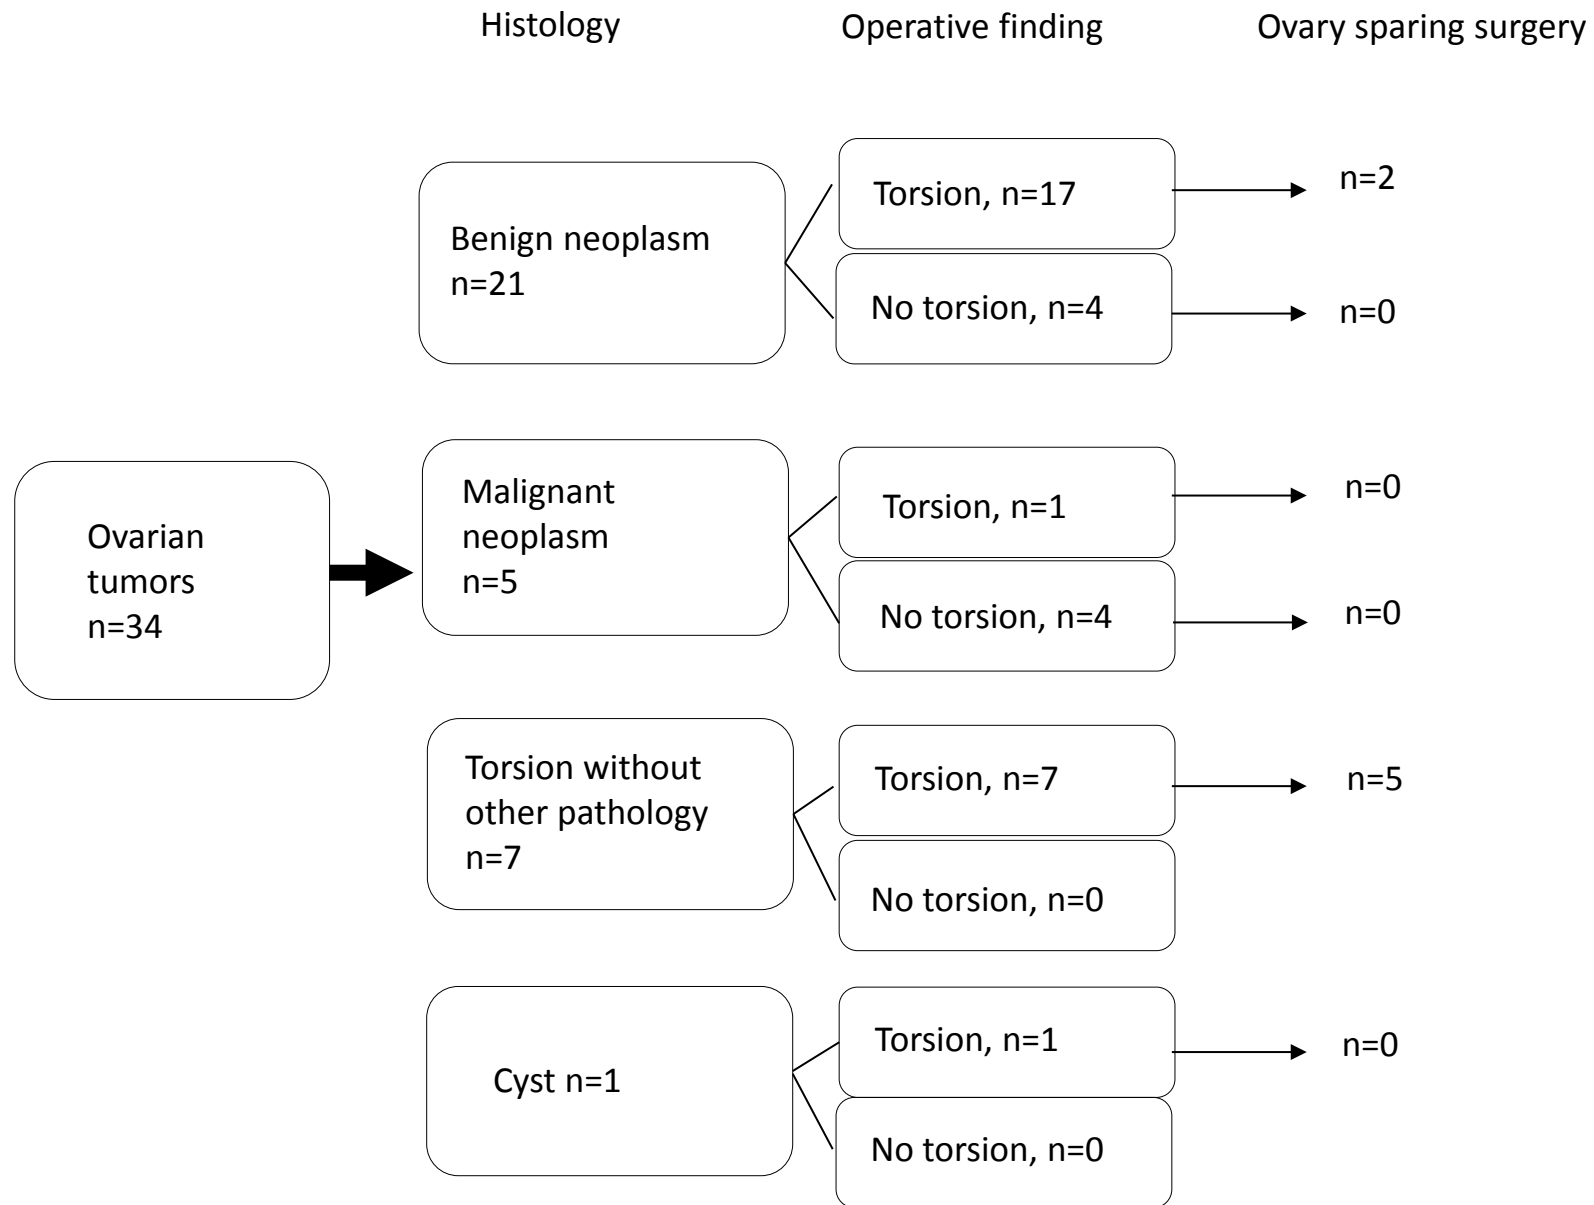 Histology
Operative finding
Ovary sparing surgery
Benign neoplasm
n=21
Torsion, n=17
n=2
No torsion, n=4
n=0
Ovarian
tumors
n=34
Malignant
neoplasm
n=5
Torsion, n=1
n=0
No torsion, n=4
n=0
Torsion without
other pathology
n=7
Torsion, n=7
n=5
No torsion, n=0
Cyst n=1
Torsion, n=1
n=0
No torsion, n=0